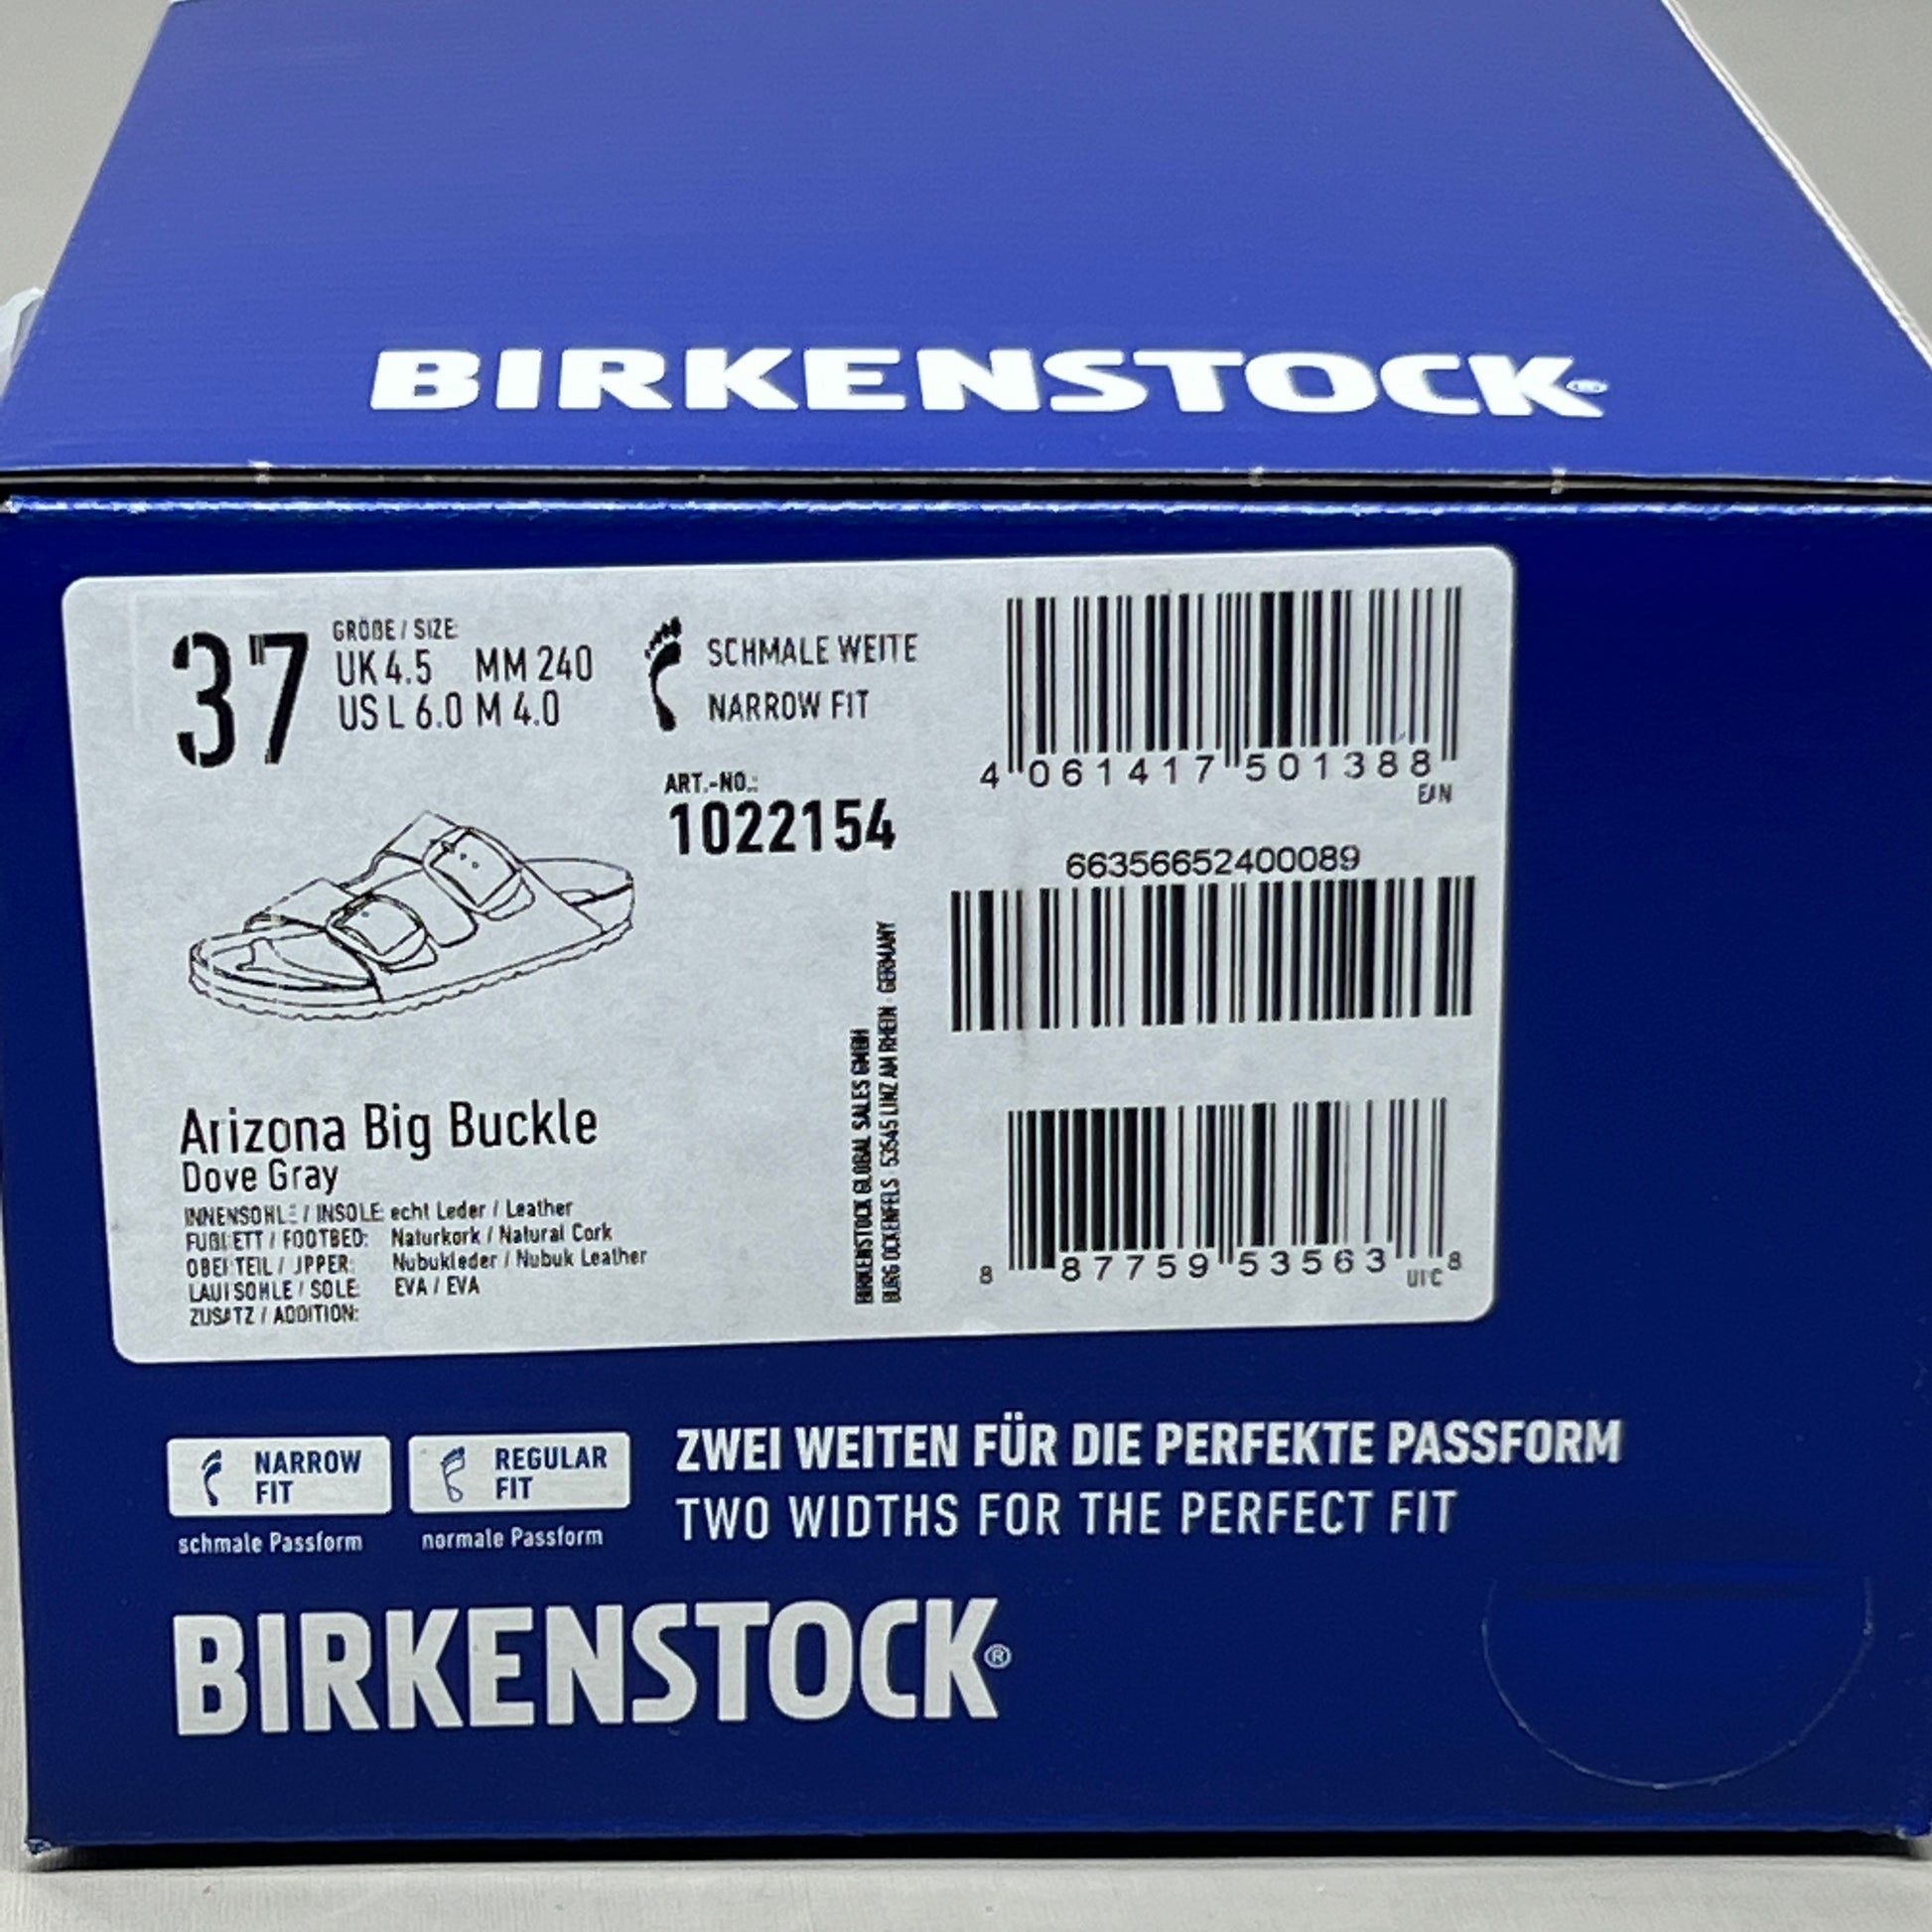 BIRKENSTOCK®
37
GRÖßE / SIZE:
UK 4.5 MM 240
US L 6.0 M 4.0
SCHMALE WEITE
NARROW FIT
ART.-NO.:
1022154
4 061417 501388
EAN
66356652400089
Arizona Big Buckle
Dove Gray
INNENSOHLE / INSOLE: echt Leder / Leather
FUßBETT / FOOTBED: Naturkork / Natural Cork
OBERTEIL / UPPER: Nubukleder / Nubuk Leather
LAUFSOHLE / SOLE: EVA / EVA
ZUSATZ / ADDITION:
BIRKENSTOCK GLOBAL SALES GMBH
BURG OCKENFELS 53545 LINZ AM RHEIN GERMANY
8 87759 53563 8
UPC
NARROW
FIT
schmale Passform
REGULAR
FIT
normale Passform
ZWEI WEITEN FÜR DIE PERFEKTE PASSFORM
TWO WIDTHS FOR THE PERFECT FIT
BIRKENSTOCK®